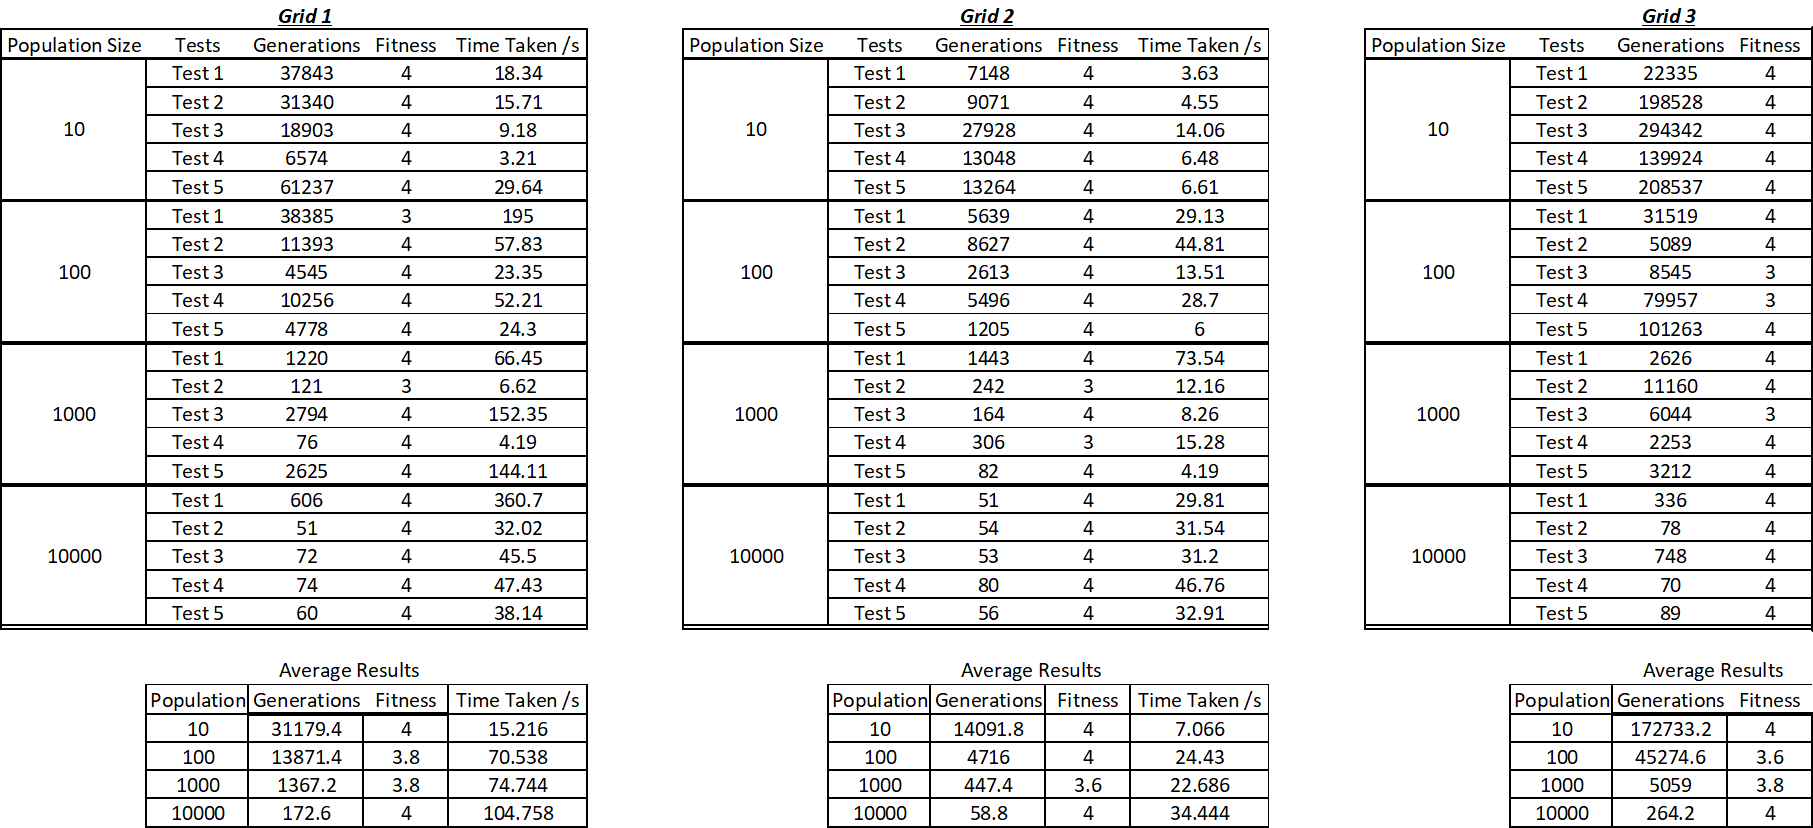 Grid 1 Grid 2 Grid 3
Population Size Tests Generations Fitness Time Taken /s Population Size Tests Generations Fitness Time Taken /s Population Size Tests Generations Fitness
Test 1 37843 4 18.34 Test 1 7148 4 3.63 Test 1 22335 4
Test 2 31340 4 15.71 Test 2 9071 4 4.55 Test 2 198528 4
10 Test 3 18903 4 9.18 10 Test 3 27928 4 14.06 10 Test 3 294342 4
Test 4 6574 4 3.21 Test 4 13048 4 6.48 Test 4 139924 4
Test 5 61237 4 29.64 Test 5 13264 4 6.61 Test 5 208537 4
Test 1 38385 3 195 Test 1 5639 4 29.13 Test 1 31519 4
Test 2 11393 4 57.83 Test 2 8627 4 44.81 Test 2 5089 4
100 Test 3 4545 4 23.35 100 Test 3 2613 4 13.51 100 Test 3 8545 3
Test 4 10256 4 52.21 Test 4 5496 4 28.7 Test 4 79957 3
Test 5 4778 4 24.3 Test 5 1205 4 6 Test 5 101263 4
Test 1 1220 4 66.45 Test 1 1443 4 73.54 Test 1 2626 4
Test 2 121 3 6.62 Test 2 242 3 12.16 Test 2 11160 4
1000 Test 3 2794 4 152.35 1000 Test 3 164 4 8.26 1000 Test 3 6044 3
Test 4 76 4 4.19 Test 4 306 3 15.28 Test 4 2253 4
Test 5 2625 4 144.11 Test 5 82 4 4.19 Test 5 3212 4
Test 1 606 4 360.7 Test 1 51 4 29.81 Test 1 336 4
Test 2 51 4 32.02 Test 2 54 4 31.54 Test 2 78 4
10000 Test 3 72 4 45.5 10000 Test 3 53 4 31.2 10000 Test 3 748 4
Test 4 74 4 47.43 Test 4 80 4 46.76 Test 4 70 4
Test 5 60 4 38.14 Test 5 56 4 32.91 Test 5 89 4
Average Results Average Results Average Results
Population Generations Fitness Time Taken /s Population Generations Fitness Time Taken /s Population Generations Fitness
10 31179.4 4 15.216 10 14091.8 4 7.066 10 172733.2 4
100 13871.4 3.8 70.538 100 4716 4 24.43 100 45274.6 3.6
1000 1367.2 3.8 74.744 1000 447.4 3.6 22.686 1000 5059 3.8
10000 172.6 4 104.758 10000 58.8 4 34.444 10000 264.2 4